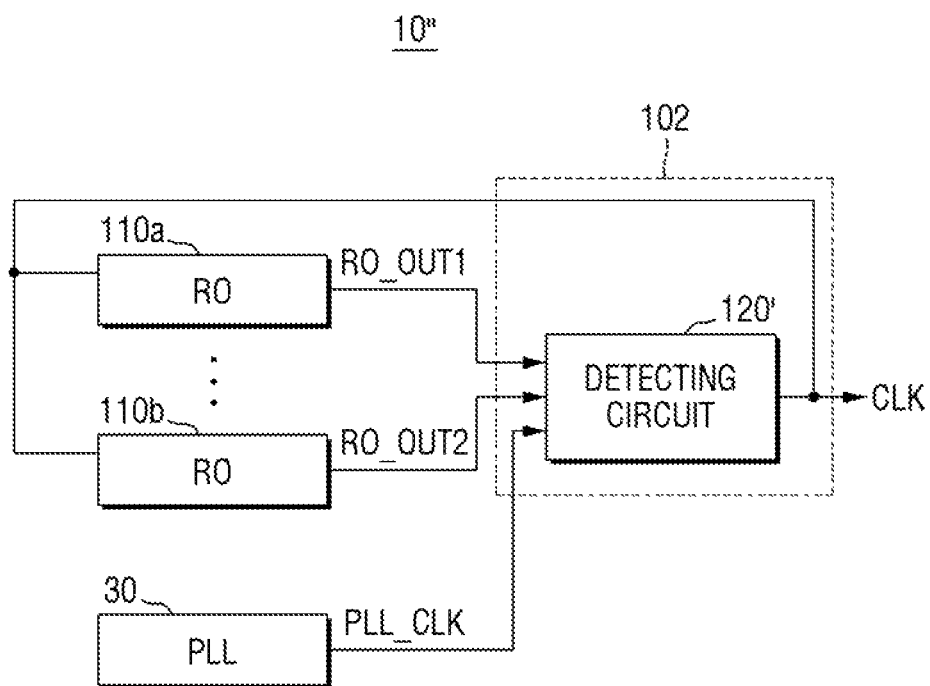 10"
102
110a
RO
RO_OUT1
120'
DETECTING
CIRCUIT
CLK
110b
RO
RO_OUT2
30
PLL
PLL_CLK